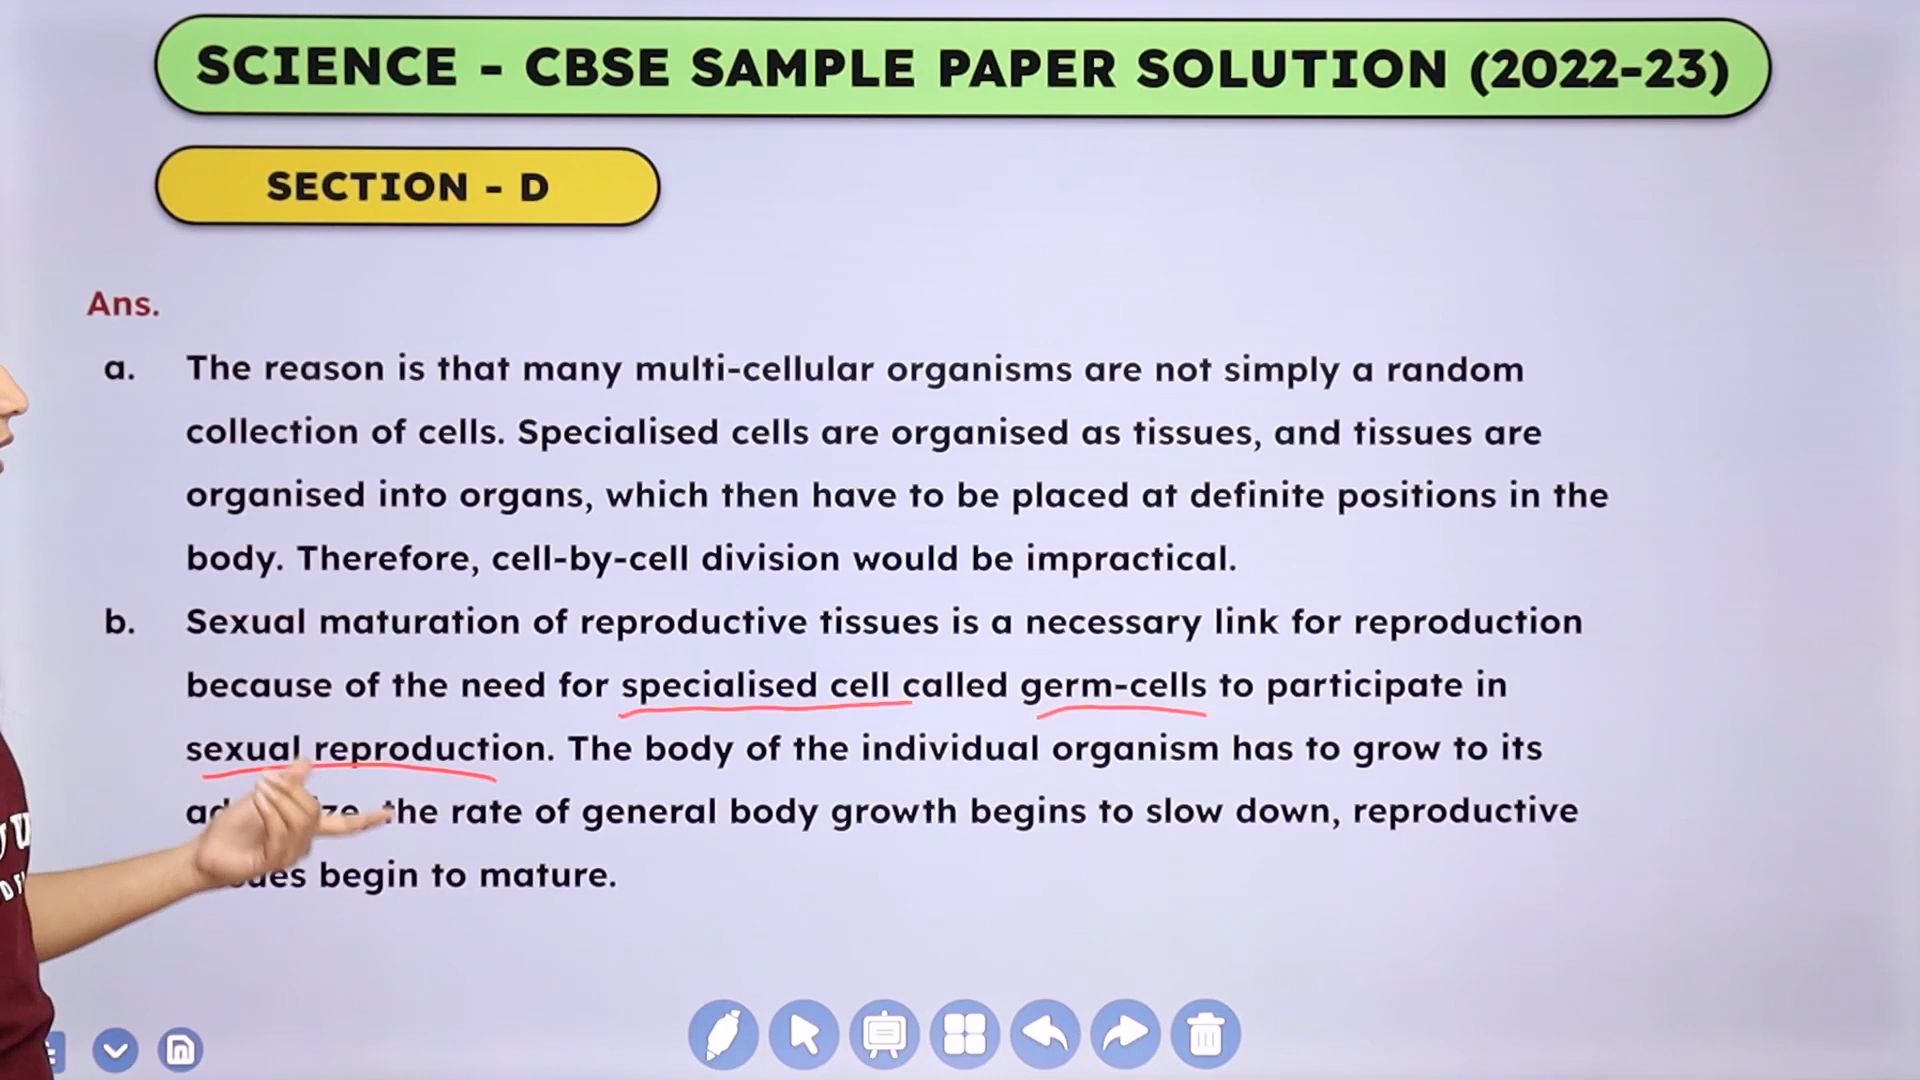 SCIENCE - CBSE SAMPLE PAPER SOLUTION (2022-23)
SECTION - D
Ans.
a. The reason is that many multi-cellular organisms are not simply a random
collection of cells. Specialised cells are organised as tissues, and tissues are
organised into organs, which then have to be placed at definite positions in the
body. Therefore, cell-by-cell division would be impractical.
b. Sexual maturation of reproductive tissues is a necessary link for reproduction
because of the need for specialised cell called germ-cells to participate in
sexual reproduction. The body of the individual organism has to grow to its
the rate of general body growth begins to slow down, reproductive
begin to mature.